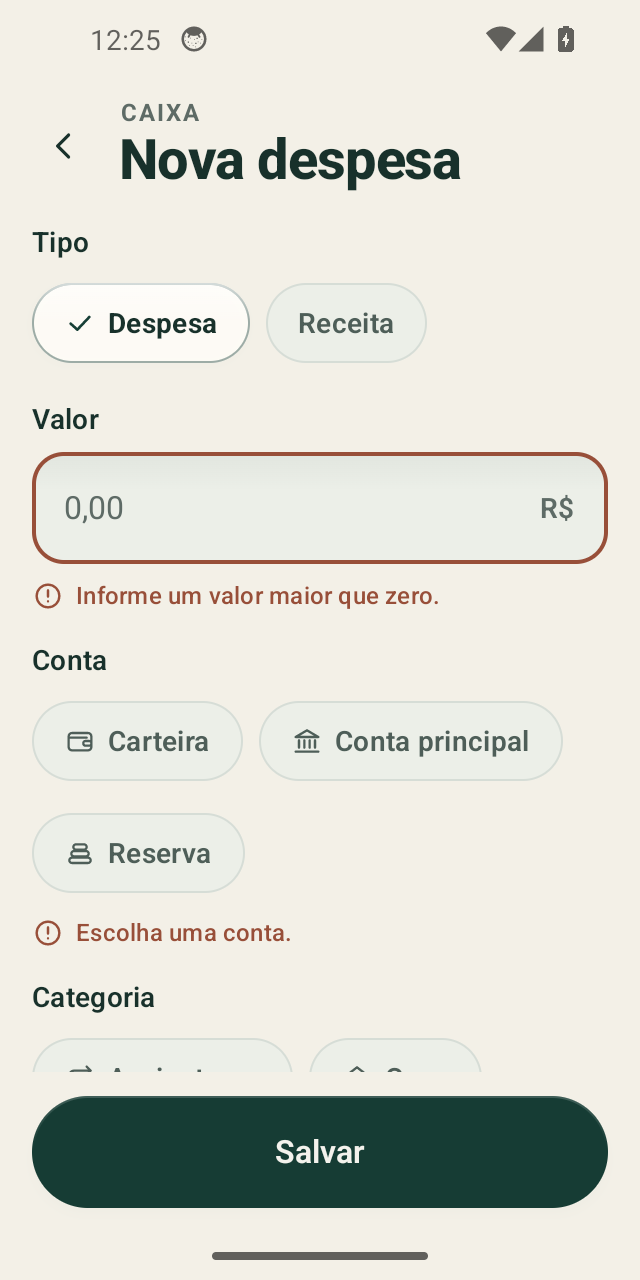 12:25
CAIXA
Nova despesa
Tipo
Despesa
Receita
Valor
0,00
R$
Informe um valor maior que zero.
Conta
Carteira
Conta principal
Reserva
Escolha uma conta.
Categoria
Salvar